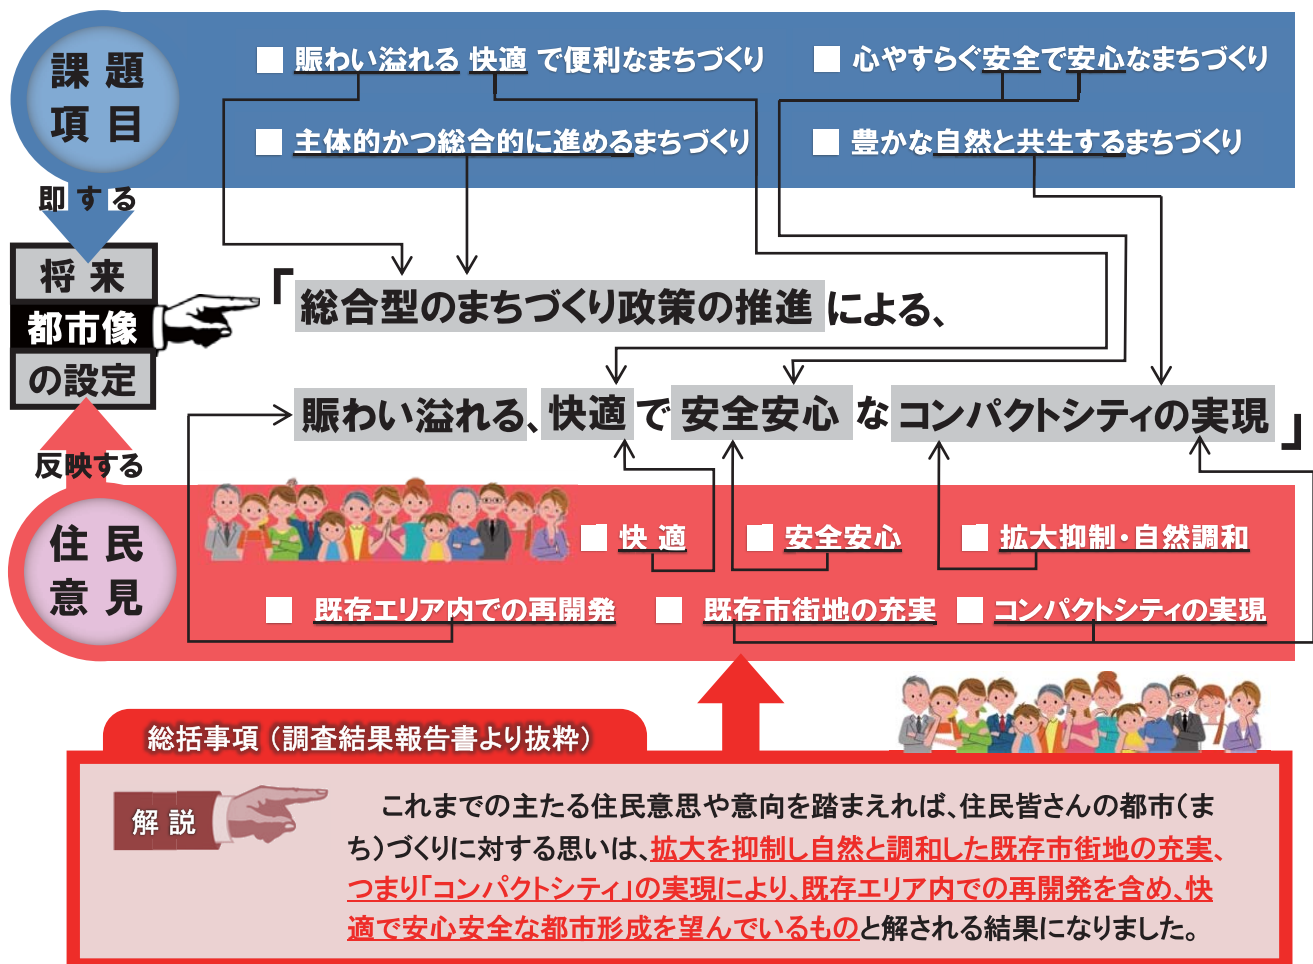 課題
項目
■ 賑わい溢れる 快適 で便利なまちづくり
■ 心やすらぐ安全で安心なまちづくり
■ 主体的かつ総合的に進めるまちづくり
■ 豊かな自然と共生するまちづくり
即する
将来
都市像
の設定
「総合型のまちづくり政策の推進による、
賑わい溢れる、快適で安全安心なコンパクトシティの実現」
反映する
住民
意見
■ 快適
■ 安全安心
■ 拡大抑制・自然調和
■ 既存エリア内での再開発
■ 既存市街地の充実
■ コンパクトシティの実現
総括事項（調査結果報告書より抜粋）
解説
これまでの主たる住民意思や意向を踏まえれば、住民皆さんの都市（ま
ち）づくりに対する思いは、拡大を抑制し自然と調和した既存市街地の充実、
つまり「コンパクトシティ」の実現により、既存エリア内での再開発を含め、快
適で安心安全な都市形成を望んでいるものと解される結果になりました。